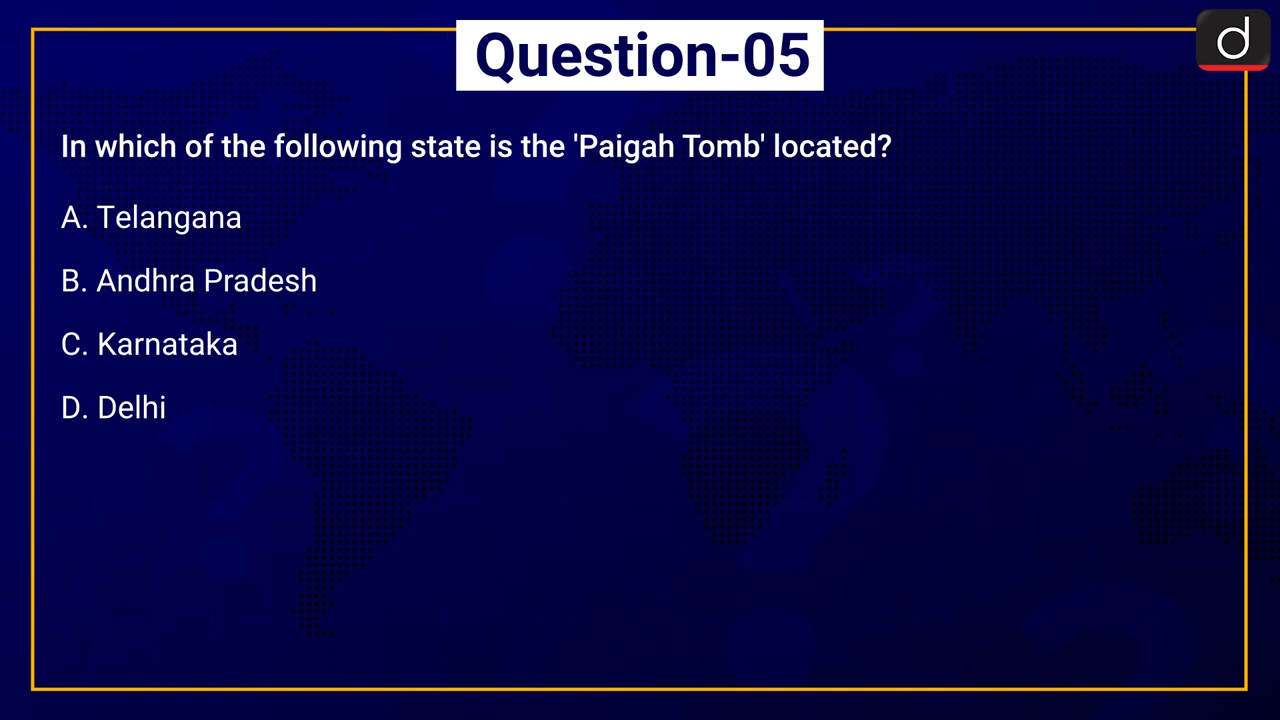 Question-05
d
In which of the following state is the 'Paigah Tomb' located?
A. Telangana
B. Andhra Pradesh
C. Karnataka
D. Delhi